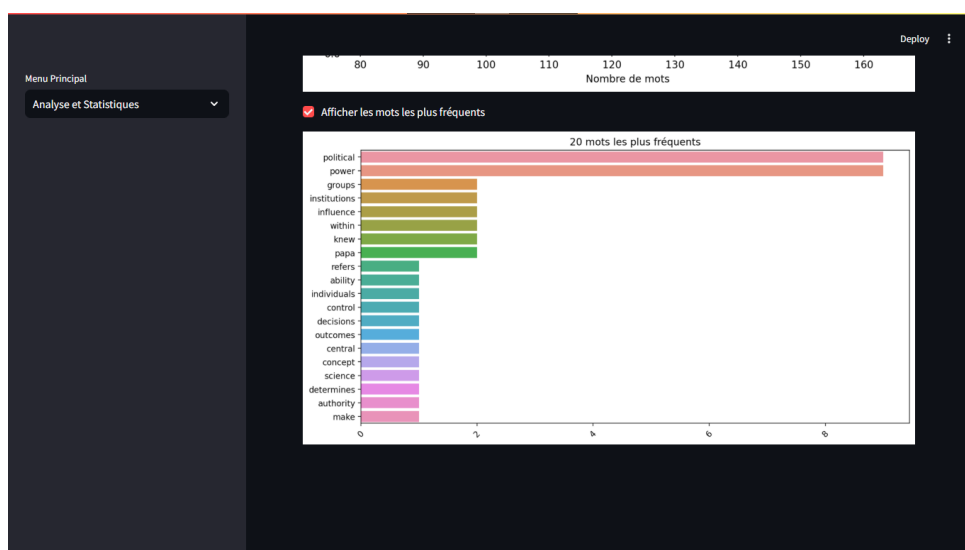 Deploy
Menu Principal
Analyse et Statistiques
80 90 100 110 120 130 140 150 160
Nombre de mots
Afficher les mots les plus fréquents
20 mots les plus fréquents
political
power
groups
institutions
influence
within
knew
papa
refers
ability
individuals
control
decisions
outcomes
central
concept
science
determines
authority
make
0 2 4 6 8